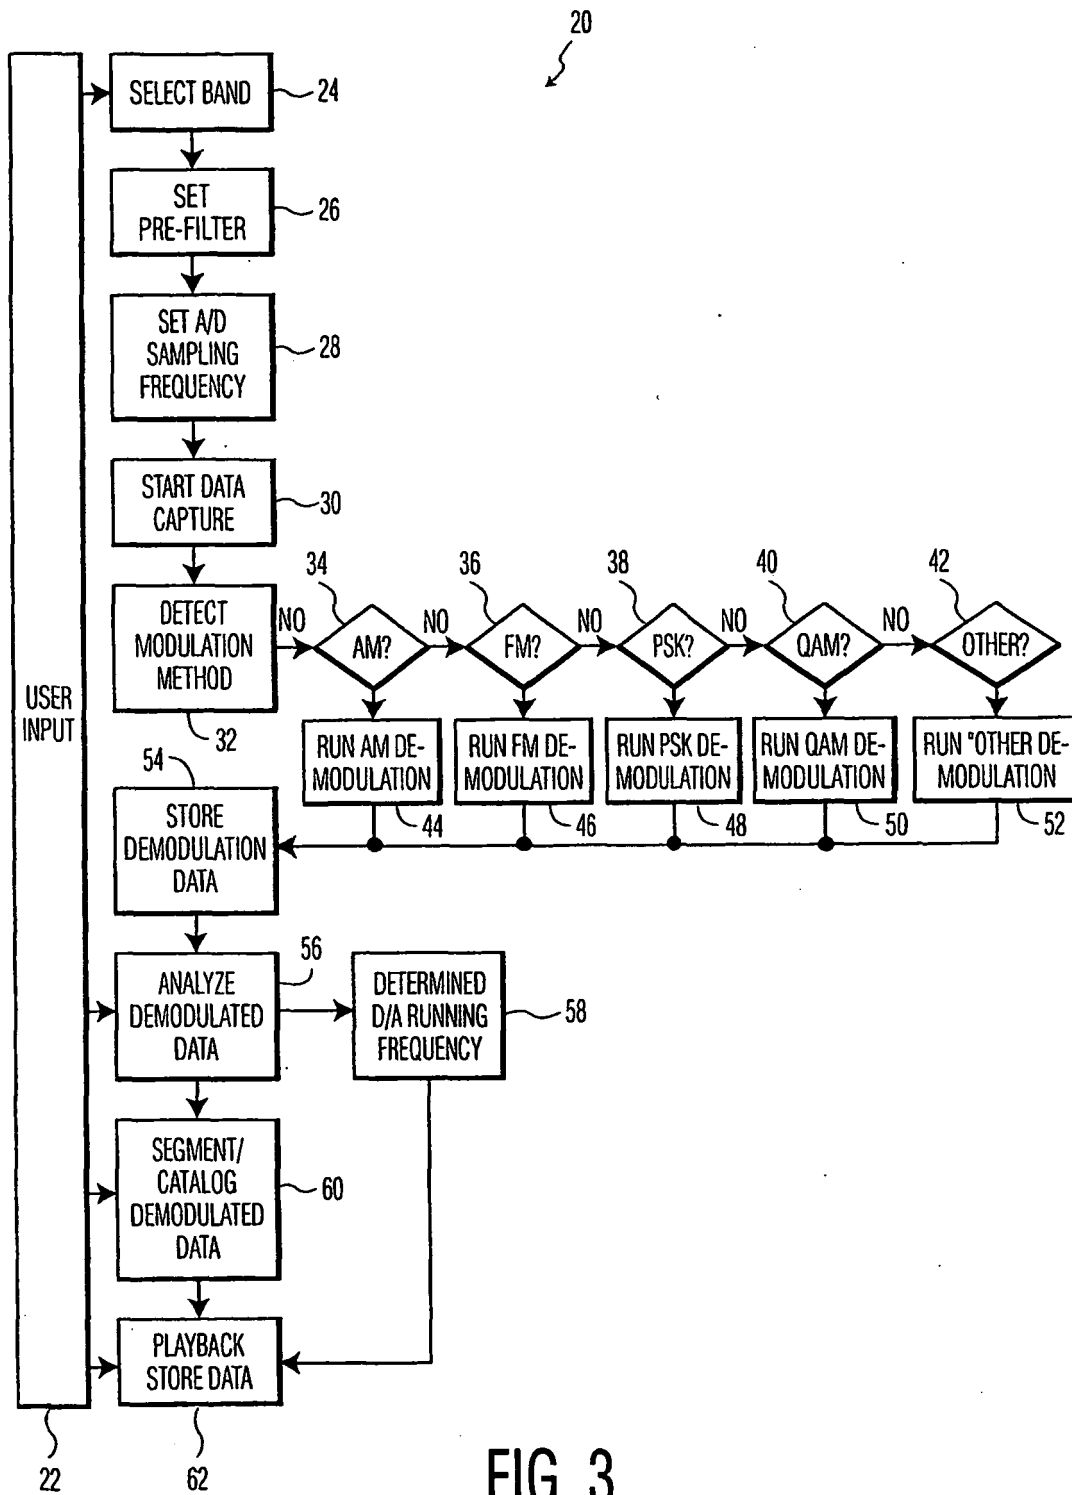 20
SELECT BAND
24
SET
PRE-FILTER
26
SET A/D
SAMPLING
FREQUENCY
28
START DATA
CAPTURE
30
DETECT
MODULATION
METHOD
32
NO
34
AM?
NO
36
FM?
NO
38
PSK?
NO
40
QAM?
NO
42
OTHER?
USER
INPUT
RUN AM DE-
MODULATION
44
RUN FM DE-
MODULATION
46
RUN PSK DE-
MODULATION
48
RUN QAM DE-
MODULATION
50
RUN "OTHER DE-
MODULATION
52
54
STORE
DEMODULATION
DATA
56
ANALYZE
DEMODULATED
DATA
DETERMINED
D/A RUNNING
FREQUENCY
58
SEGMENT/
CATALOG
DEMODULATED
DATA
60
PLAYBACK
STORE DATA
22
62
FIG. 3